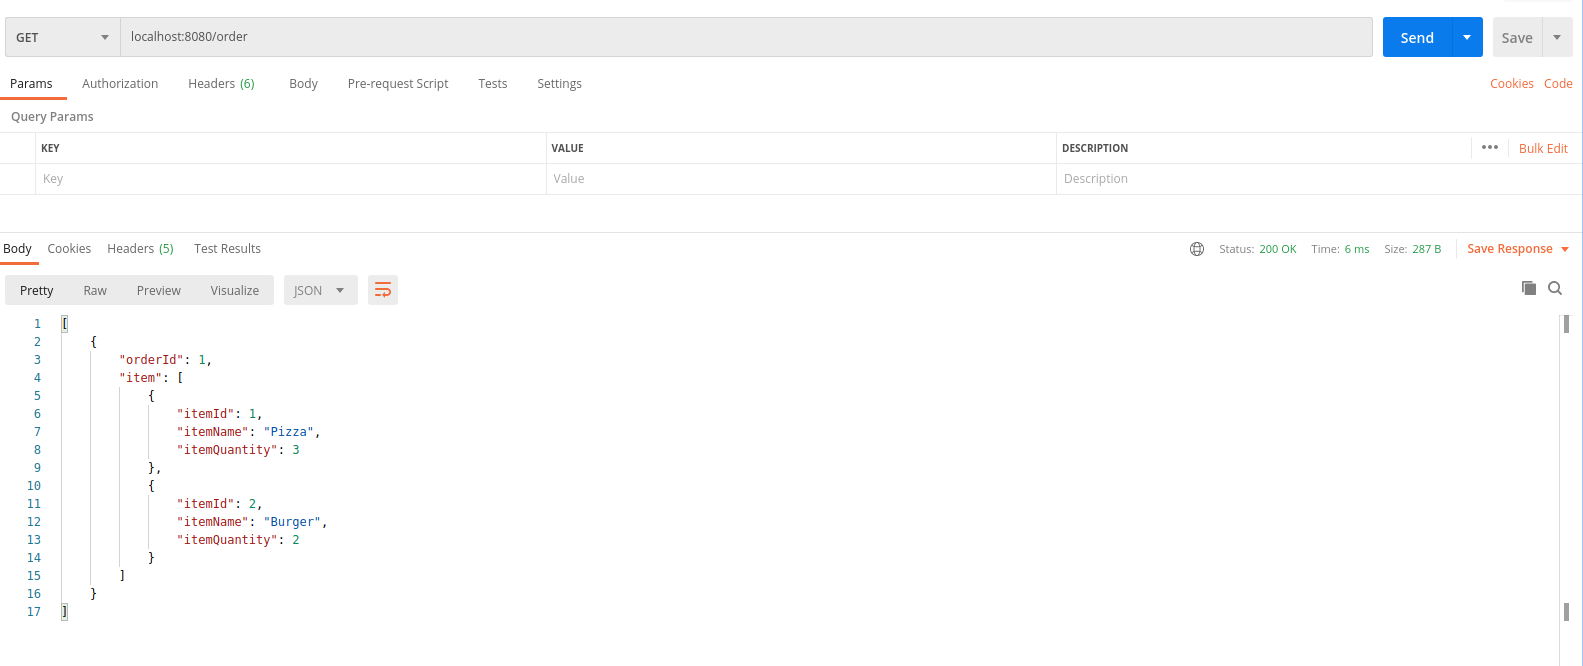 GET localhost:8080/order Send Save
Params Authorization Headers (6) Body Pre-request Script Tests Settings Cookies Code
Query Params
KEY VALUE DESCRIPTION ••• Bulk Edit
Key Value Description
Body Cookies Headers (5) Test Results Status: 200 OK Time: 6 ms Size: 287 B Save Response
Pretty Raw Preview Visualize JSON
1 [
2 {
3 "orderId": 1,
4 "item": [
5 {
6 "itemId": 1,
7 "itemName": "Pizza",
8 "itemQuantity": 3
9 },
10 {
11 "itemId": 2,
12 "itemName": "Burger",
13 "itemQuantity": 2
14 }
15 ]
16 }
17 ]